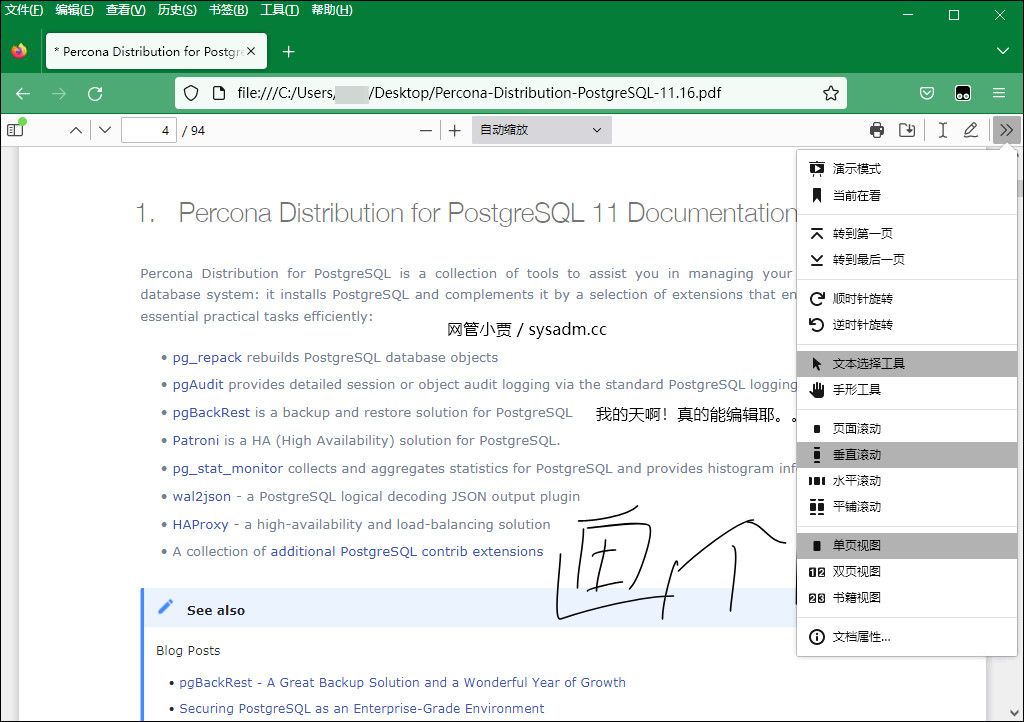 文件(F) 编辑(E) 查看(V) 历史(S) 书签(B) 工具(T) 帮助(H)
* Percona Distribution for Postgre
file:///C:/Users/ /Desktop/Percona-Distribution-PostgreSQL-11.16.pdf
4 / 94
自动缩放
1. Percona Distribution for PostgreSQL 11 Documentation
Percona Distribution for PostgreSQL is a collection of tools to assist you in managing your
database system: it installs PostgreSQL and complements it by a selection of extensions that en
essential practical tasks efficiently:
网管小贾 / sysadm.cc
• pg_repack rebuilds PostgreSQL database objects
• pgAudit provides detailed session or object audit logging via the standard PostgreSQL logging
• pgBackRest is a backup and restore solution for PostgreSQL
我的天啊！真的能编辑耶。。
• Patroni is a HA (High Availability) solution for PostgreSQL.
• pg_stat_monitor collects and aggregates statistics for PostgreSQL and provides histogram inf
• wal2json - a PostgreSQL logical decoding JSON output plugin
• HAProxy - a high-availability and load-balancing solution
• A collection of additional PostgreSQL contrib extensions
画个
See also
Blog Posts
• pgBackRest - A Great Backup Solution and a Wonderful Year of Growth
• Securing PostgreSQL as an Enterprise-Grade Environment
演示模式
当前在看
转到第一页
转到最后一页
顺时针旋转
逆时针旋转
文本选择工具
手形工具
页面滚动
垂直滚动
水平滚动
平铺滚动
单页视图
双页视图
书籍视图
文档属性...